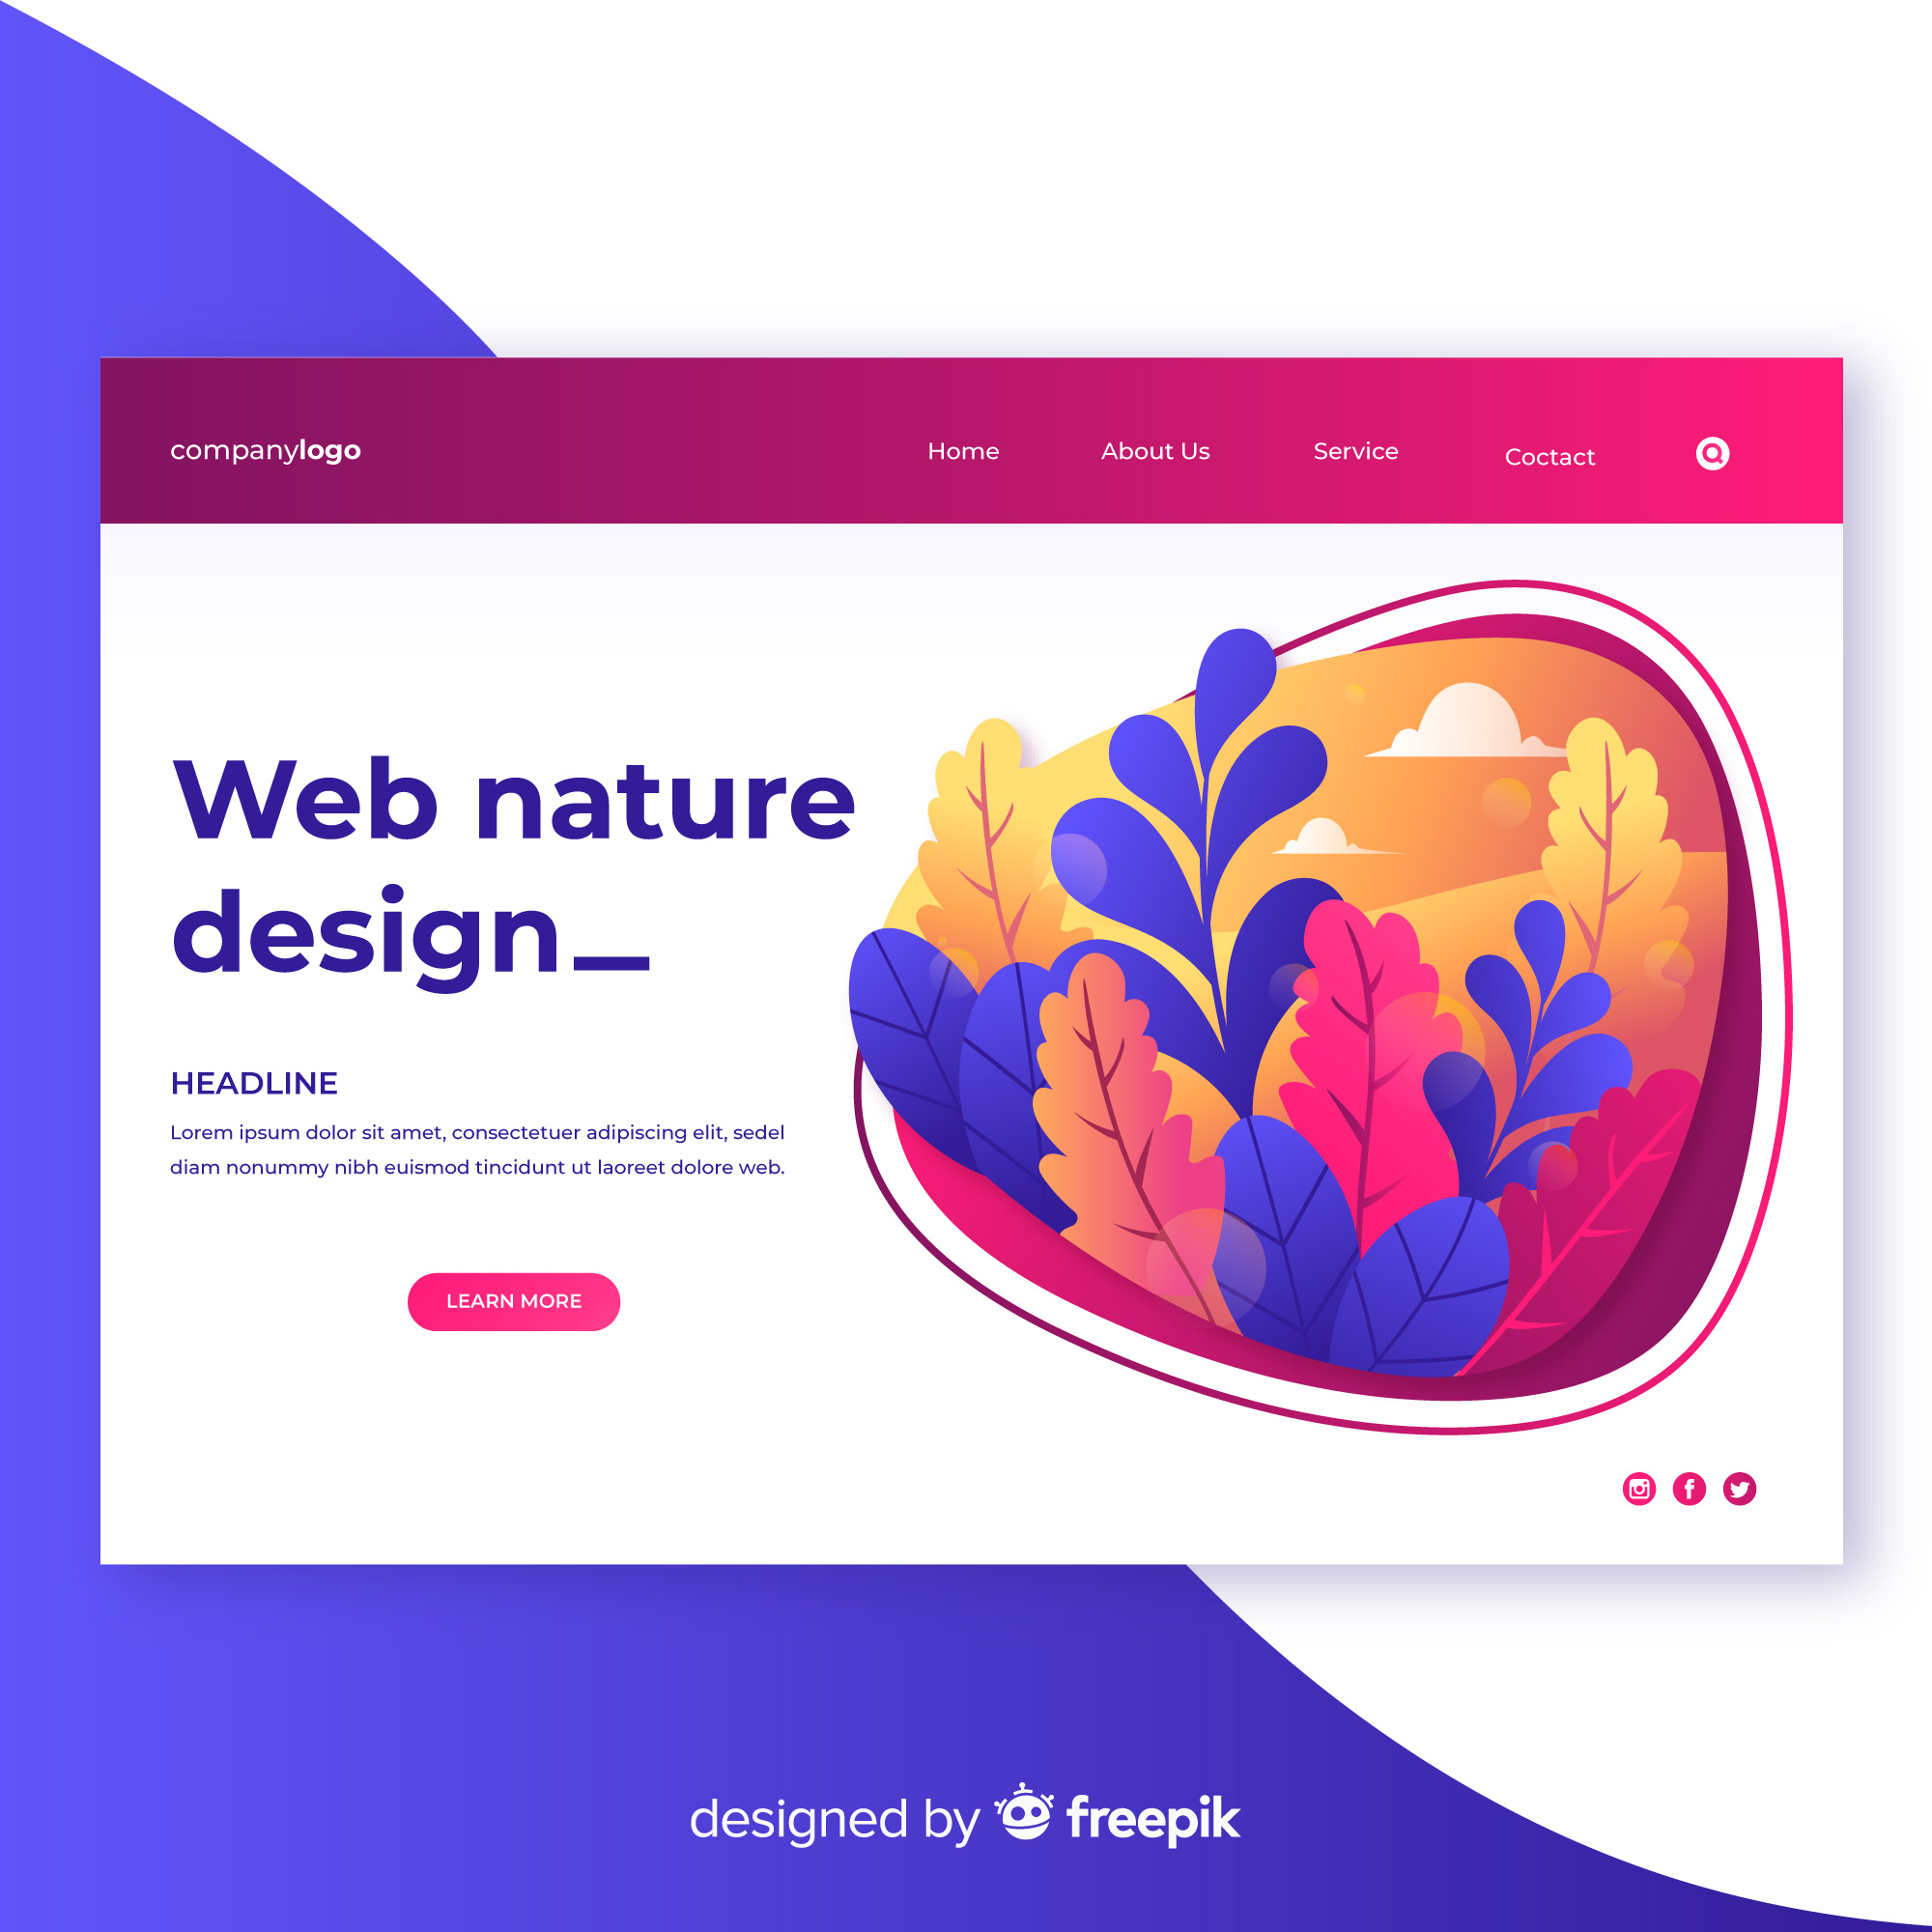 companylogo
Home
About Us
Service
Coctact
Web nature
design_
HEADLINE
Lorem ipsum dolor sit amet, consectetuer adipiscing elit, sedel
diam nonummy nibh euismod tincidunt ut laoreet dolore web.
LEARN MORE
designed by freepik